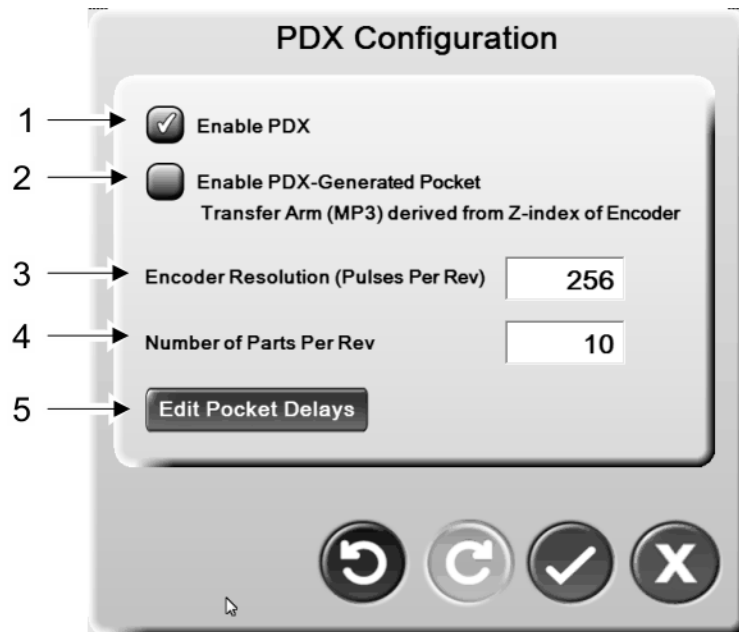 PDX Configuration
1 Enable PDX
2 Enable PDX-Generated Pocket
Transfer Arm (MP3) derived from Z-index of Encoder
3 Encoder Resolution (Pulses Per Rev) 256
4 Number of Parts Per Rev 10
5 Edit Pocket Delays